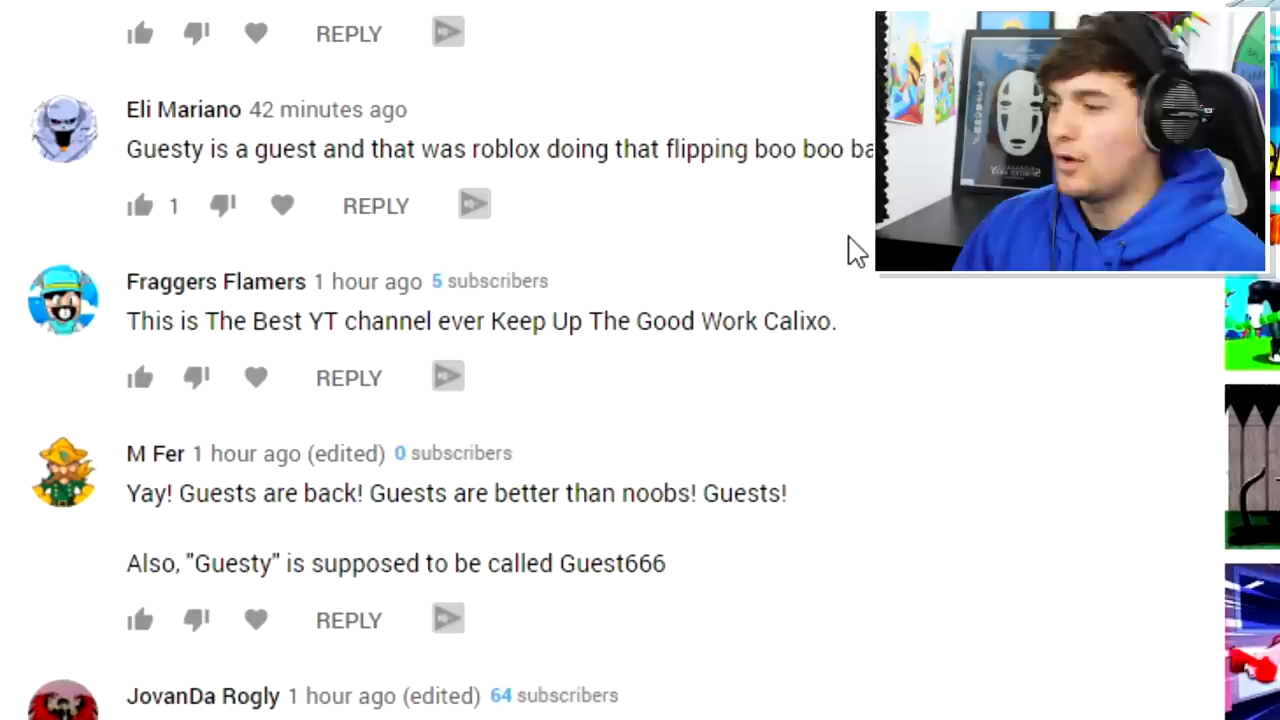 REPLY
Eli Mariano 42 minutes ago
Guesty is a guest and that was roblox doing that flipping boo boo ba
1 REPLY
Fraggers Flamers 1 hour ago 5 subscribers
This is The Best YT channel ever Keep Up The Good Work Calixo.
REPLY
M Fer 1 hour ago (edited) 0 subscribers
Yay! Guests are back! Guests are better than noobs! Guests!
Also, "Guesty" is supposed to be called Guest666
REPLY
JovanDa Rogly 1 hour ago (edited) 64 subscribers